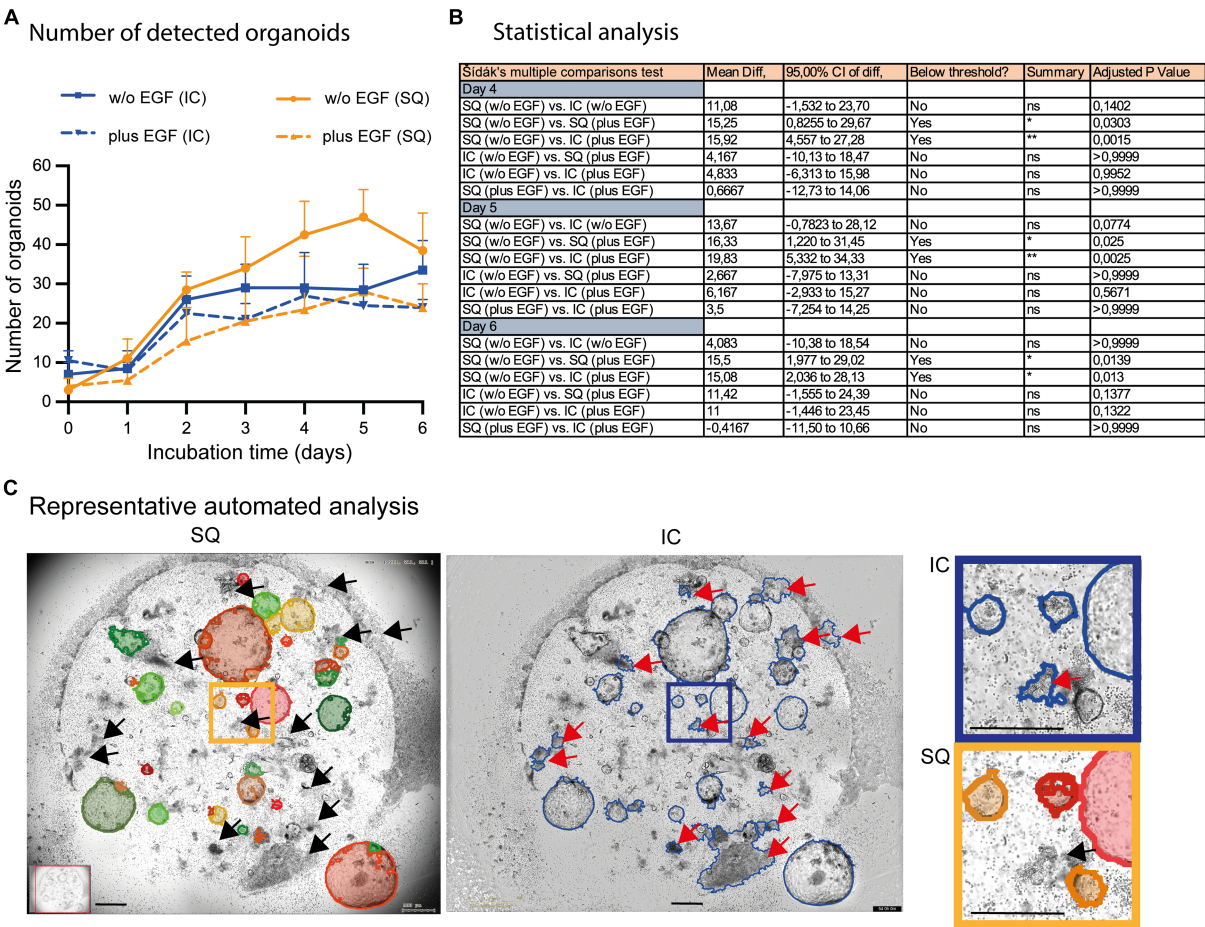 A
Number of detected organoids
w/o EGF (IC)
w/o EGF (SQ)
plus EGF (IC)
plus EGF (SQ)
60
50
40
30
20
10
0
Number of organoids
0 1 2 3 4 5 6
Incubation time (days)
B
Statistical analysis
Šídák's multiple comparisons test Mean Diff, 95,00% CI of diff, Below threshold? Summary Adjusted P Value
Day 4
SQ (w/o EGF) vs. IC (w/o EGF) 11,08 -1,532 to 23,70 No ns 0,1402
SQ (w/o EGF) vs. SQ (plus EGF) 15,25 0,8255 to 29,67 Yes * 0,0303
SQ (w/o EGF) vs. IC (plus EGF) 15,92 4,557 to 27,28 Yes ** 0,0015
IC (w/o EGF) vs. SQ (plus EGF) 4,167 -10,13 to 18,47 No ns >0,9999
IC (w/o EGF) vs. IC (plus EGF) 4,833 -6,313 to 15,98 No ns 0,9952
SQ (plus EGF) vs. IC (plus EGF) 0,6667 -12,73 to 14,06 No ns >0,9999
Day 5
SQ (w/o EGF) vs. IC (w/o EGF) 13,67 -0,7823 to 28,12 No ns 0,0774
SQ (w/o EGF) vs. SQ (plus EGF) 16,33 1,220 to 31,45 Yes * 0,025
SQ (w/o EGF) vs. IC (plus EGF) 19,83 5,332 to 34,33 Yes ** 0,0025
IC (w/o EGF) vs. SQ (plus EGF) 2,667 -7,975 to 13,31 No ns >0,9999
IC (w/o EGF) vs. IC (plus EGF) 6,167 -2,933 to 15,27 No ns 0,5671
SQ (plus EGF) vs. IC (plus EGF) 3,5 -7,254 to 14,25 No ns >0,9999
Day 6
SQ (w/o EGF) vs. IC (w/o EGF) 4,083 -10,38 to 18,54 No ns >0,9999
SQ (w/o EGF) vs. SQ (plus EGF) 15,5 1,977 to 29,02 Yes * 0,0139
SQ (w/o EGF) vs. IC (plus EGF) 15,08 2,036 to 28,13 Yes * 0,013
IC (w/o EGF) vs. SQ (plus EGF) 11,42 -1,555 to 24,39 No ns 0,1377
IC (w/o EGF) vs. IC (plus EGF) 11 -1,446 to 23,45 No ns 0,1322
SQ (plus EGF) vs. IC (plus EGF) -0,4167 -11,50 to 10,66 No ns >0,9999
C
Representative automated analysis
SQ
IC
IC
SQ